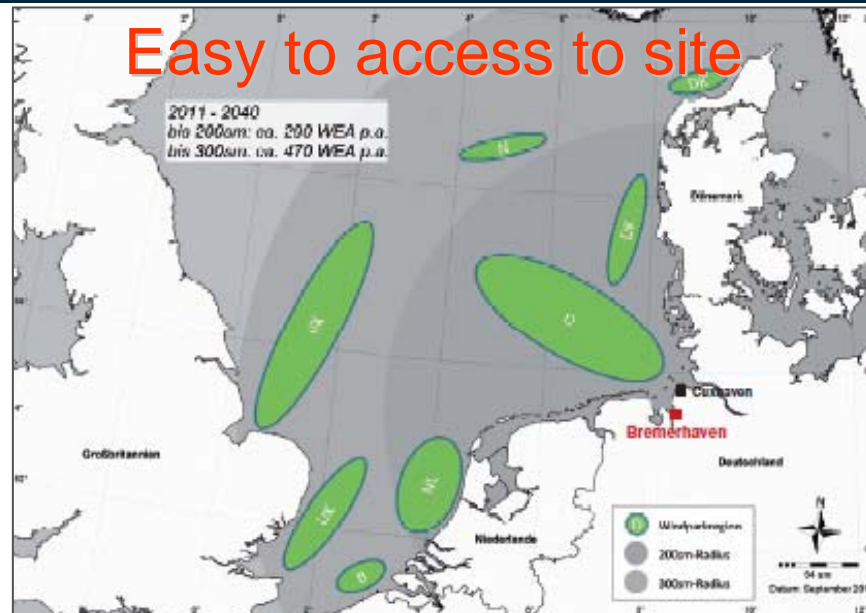 Easy to access to site
2011 - 2040
bis 200sm: ca. 290 WEA p.a.
bis 300sm: ca. 470 WEA p.a.
DK
N
Dänemark
DK
D
UK
Cuxhaven
Bremerhaven
Großbritannien
Deutschland
NL
UK
Niederlande
B
N
D Windparkregion
200sm-Radius
300sm-Radius